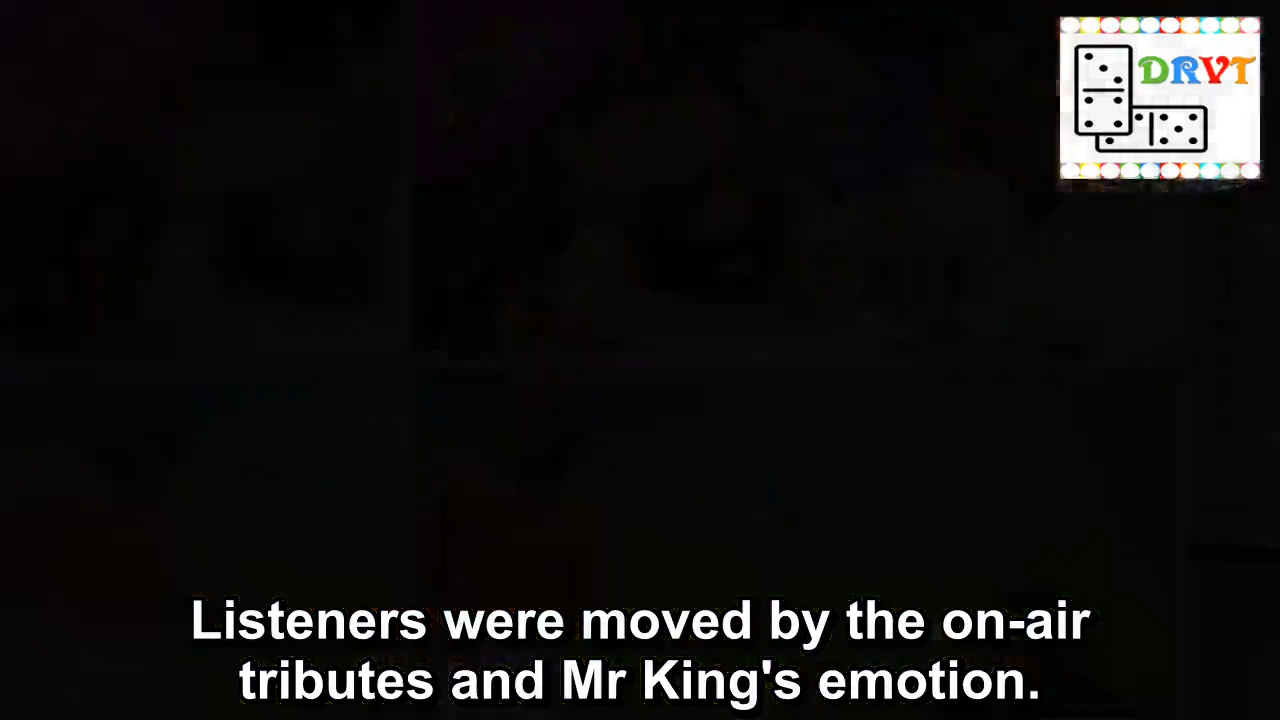 DRVT
Listeners were moved by the on-air
tributes and Mr King's emotion.